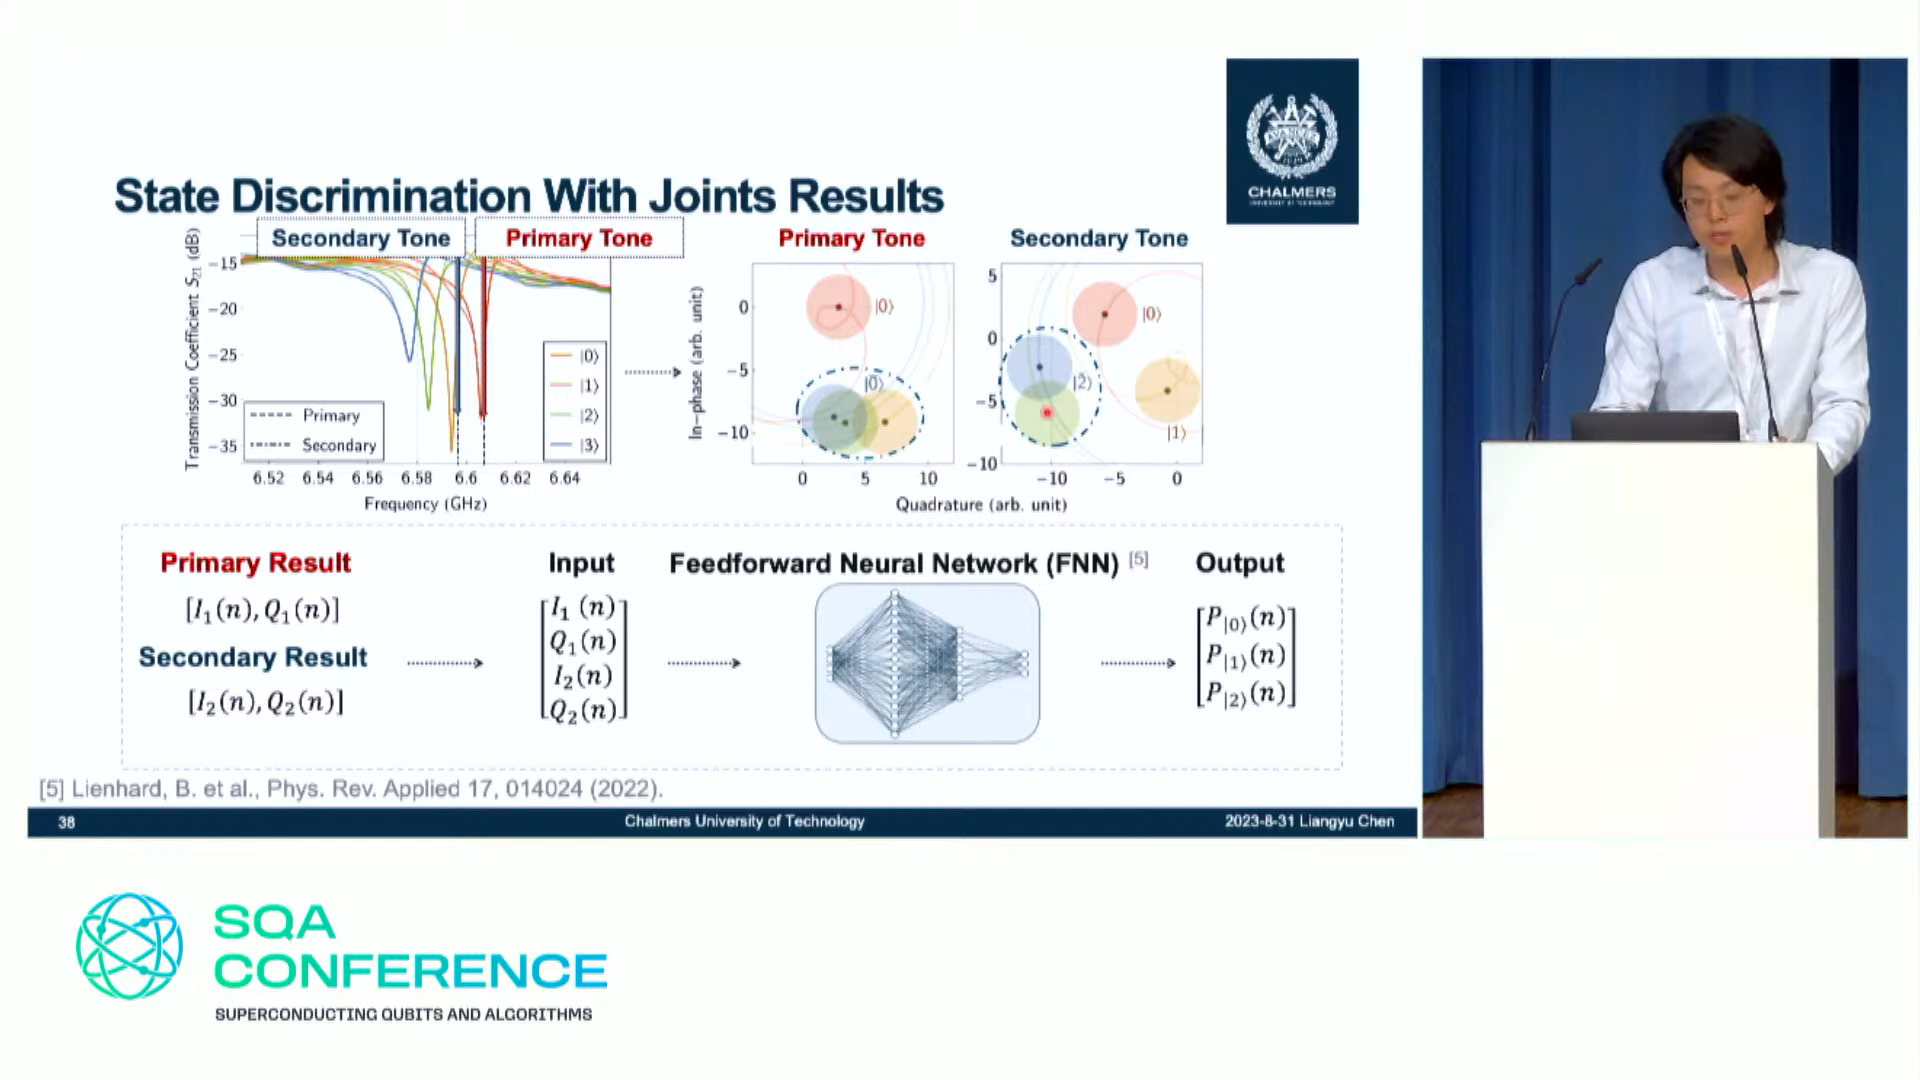 State Discrimination With Joints Results
CHALMERS
UNIVERSITY OF TECHNOLOGY
AVANCEZ
Secondary Tone
Primary Tone
Transmission Coefficient S21 (dB)
−15
−20
−25
−30
−35
Primary
Secondary
|0⟩
|1⟩
|2⟩
|3⟩
6.52 6.54 6.56 6.58 6.6 6.62 6.64
Frequency (GHz)
Primary Tone
In−phase (arb. unit)
0
−5
−10
|0⟩
|0̄⟩
0 5 10
Secondary Tone
5
0
−5
−10
|0⟩
|2̄⟩
|1⟩
−10 −5 0
Quadrature (arb. unit)
Primary Result
[I1(n), Q1(n)]
Secondary Result
[I2(n), Q2(n)]
Input
I1 (n)
Q1(n)
I2(n)
Q2(n)
Feedforward Neural Network (FNN) [5]
Output
P|0⟩(n)
P|1⟩(n)
P|2⟩(n)
[5] Lienhard, B. et al., Phys. Rev. Applied 17, 014024 (2022).
38
Chalmers University of Technology
2023-8-31 Liangyu Chen
SQA
CONFERENCE
SUPERCONDUCTING QUBITS AND ALGORITHMS